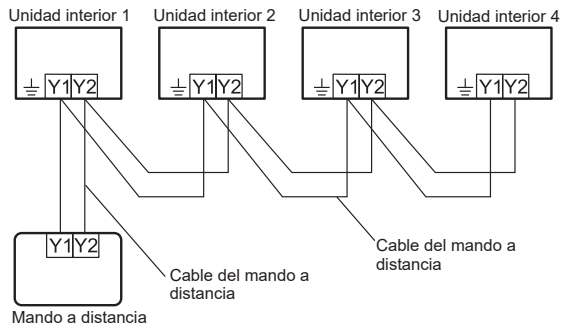 Unidad interior 1
Unidad interior 2
Unidad interior 3
Unidad interior 4
Y1 Y2
Y1 Y2
Y1 Y2
Y1 Y2
Y1 Y2
Cable del mando a
distancia
Cable del mando a
distancia
Mando a distancia